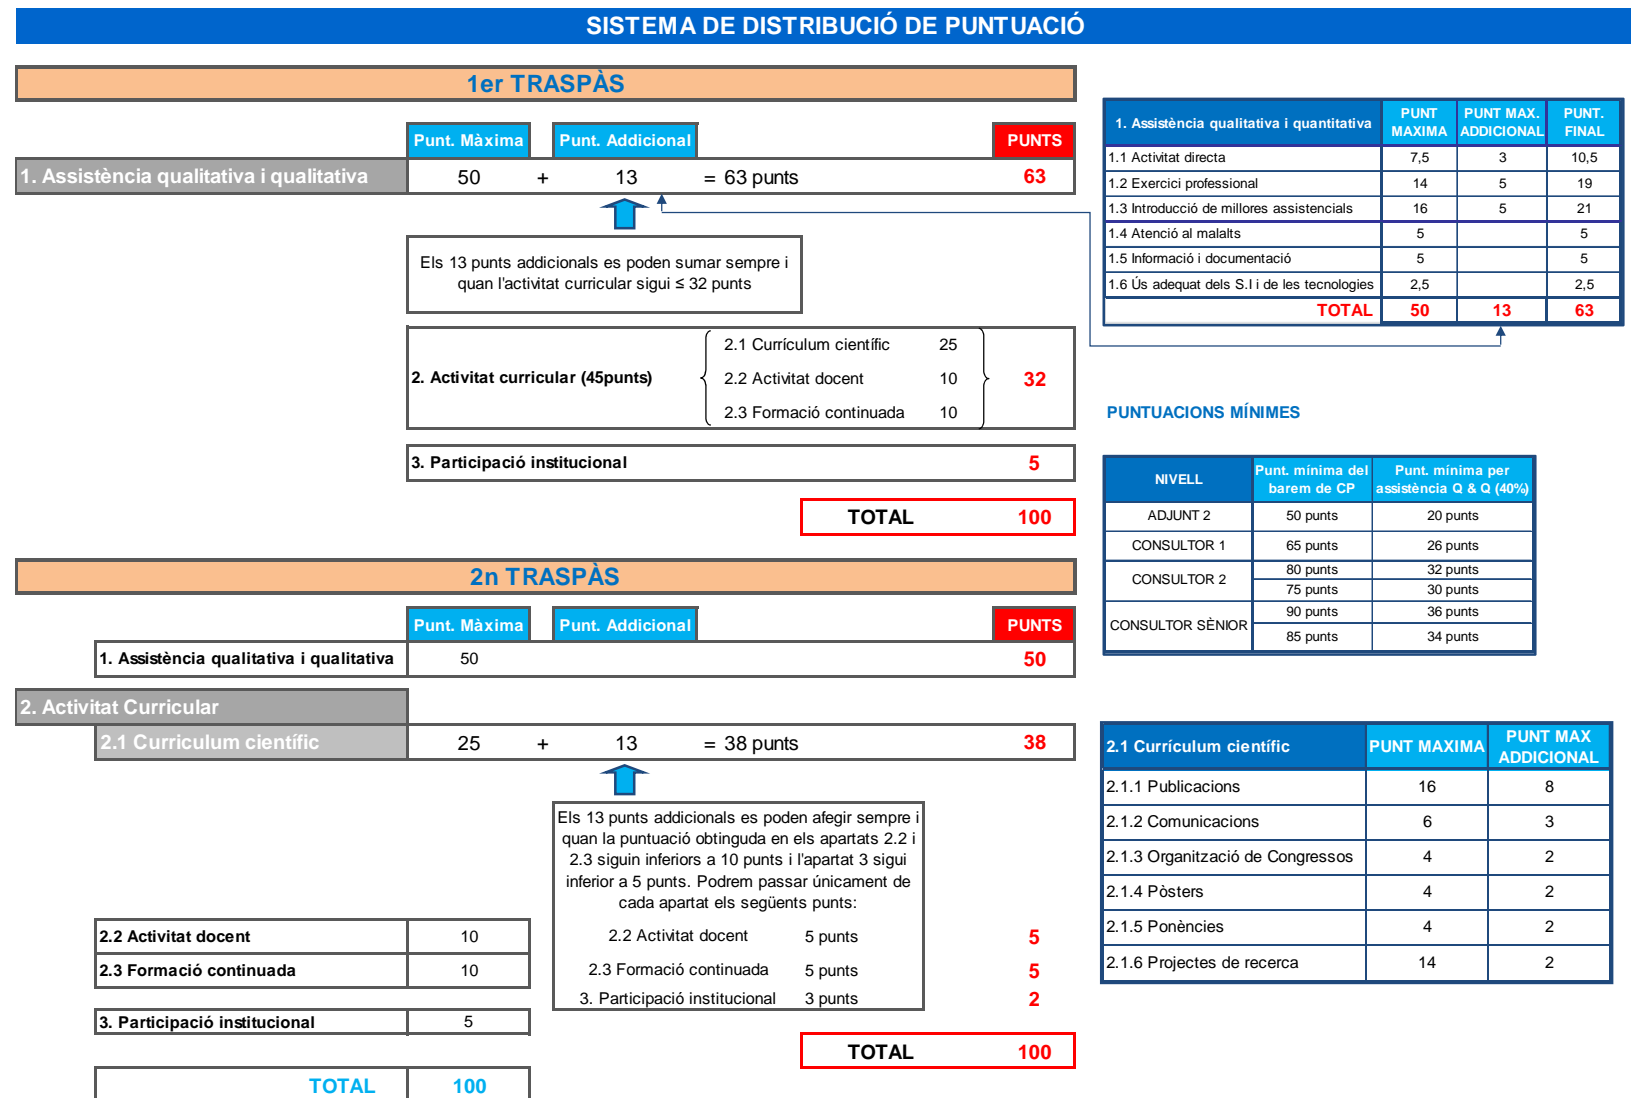 SISTEMA DE DISTRIBUCIÓ DE PUNTUACIÓ
1er TRASPÀS
Punt. Màxima Punt. Addicional PUNTS
1. Assistència qualitativa i qualitativa 50 + 13 = 63 punts 63
Els 13 punts addicionals es poden sumar sempre i
quan l'activitat curricular sigui ≤ 32 punts
2.1 Currículum científic 25
2. Activitat curricular (45punts) 2.2 Activitat docent 10 32
2.3 Formació continuada 10
3. Participació institucional 5
TOTAL 100
1. Assistència qualitativa i quantitativa PUNT MAXIMA PUNT MAX. ADDICIONAL PUNT. FINAL
1.1 Activitat directa 7,5 3 10,5
1.2 Exercici professional 14 5 19
1.3 Introducció de millores assistencials 16 5 21
1.4 Atenció al malalts 5 5
1.5 Informació i documentació 5 5
1.6 Ús adequat dels S.I i de les tecnologies 2,5 2,5
TOTAL 50 13 63
PUNTUACIONS MÍNIMES
NIVELL Punt. mínima del barem de CP Punt. mínima per assistència Q & Q (40%)
ADJUNT 2 50 punts 20 punts
CONSULTOR 1 65 punts 26 punts
CONSULTOR 2 80 punts 32 punts
75 punts 30 punts
CONSULTOR SÈNIOR 90 punts 36 punts
85 punts 34 punts
2n TRASPÀS
Punt. Màxima Punt. Addicional PUNTS
1. Assistència qualitativa i qualitativa 50 50
2. Activitat Curricular
2.1 Curriculum científic 25 + 13 = 38 punts 38
Els 13 punts addicionals es poden afegir sempre i
quan la puntuació obtinguda en els apartats 2.2 i
2.3 siguin inferiors a 10 punts i l'apartat 3 sigui
inferior a 5 punts. Podrem passar únicament de
cada apartat els següents punts:
2.2 Activitat docent 10 2.2 Activitat docent 5 punts 5
2.3 Formació continuada 10 2.3 Formació continuada 5 punts 5
3. Participació institucional 3 punts 2
3. Participació institucional 5
TOTAL 100
TOTAL 100
2.1 Currículum científic PUNT MAXIMA PUNT MAX ADDICIONAL
2.1.1 Publicacions 16 8
2.1.2 Comunicacions 6 3
2.1.3 Organització de Congressos 4 2
2.1.4 Pòsters 4 2
2.1.5 Ponències 4 2
2.1.6 Projectes de recerca 14 2